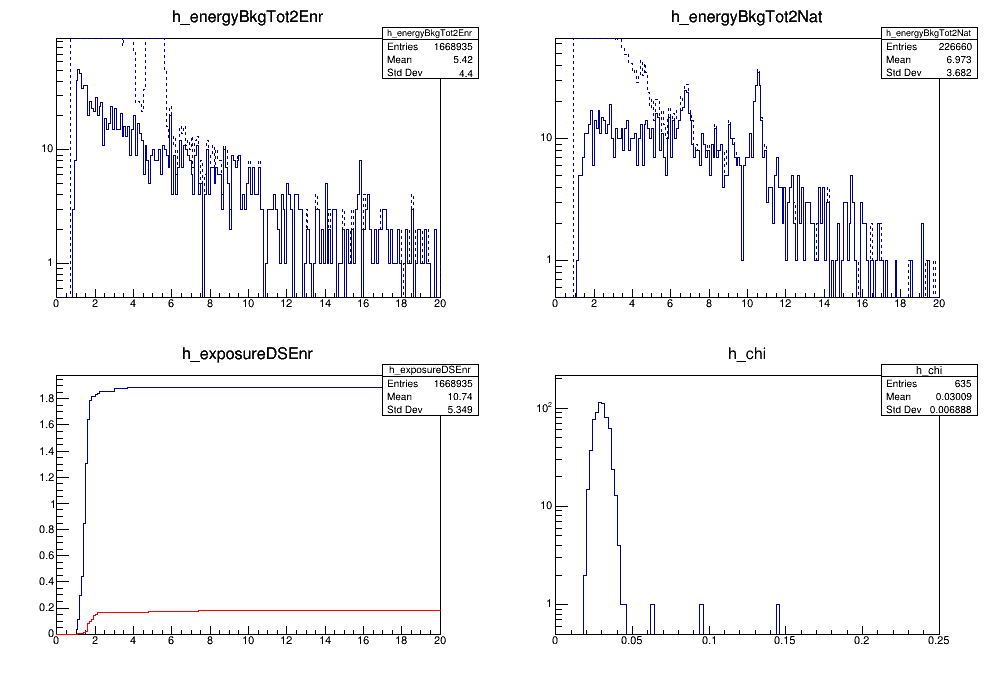 h_energyBkgTot2Enr
h_energyBkgTot2Enr
Entries 1668935
Mean 5.42
Std Dev 4.4
10
1
0 2 4 6 8 10 12 14 16 18 20
h_energyBkgTot2Nat
h_energyBkgTot2Nat
Entries 226660
Mean 6.973
Std Dev 3.682
10
1
0 2 4 6 8 10 12 14 16 18 20
h_exposureDSEnr
h_exposureDSEnr
Entries 1668935
Mean 10.74
Std Dev 5.349
1.8
1.6
1.4
1.2
1
0.8
0.6
0.4
0.2
0
0 2 4 6 8 10 12 14 16 18 20
h_chi
h_chi
Entries 635
Mean 0.03009
Std Dev 0.006888
10²
10
1
0 0.05 0.1 0.15 0.2 0.25